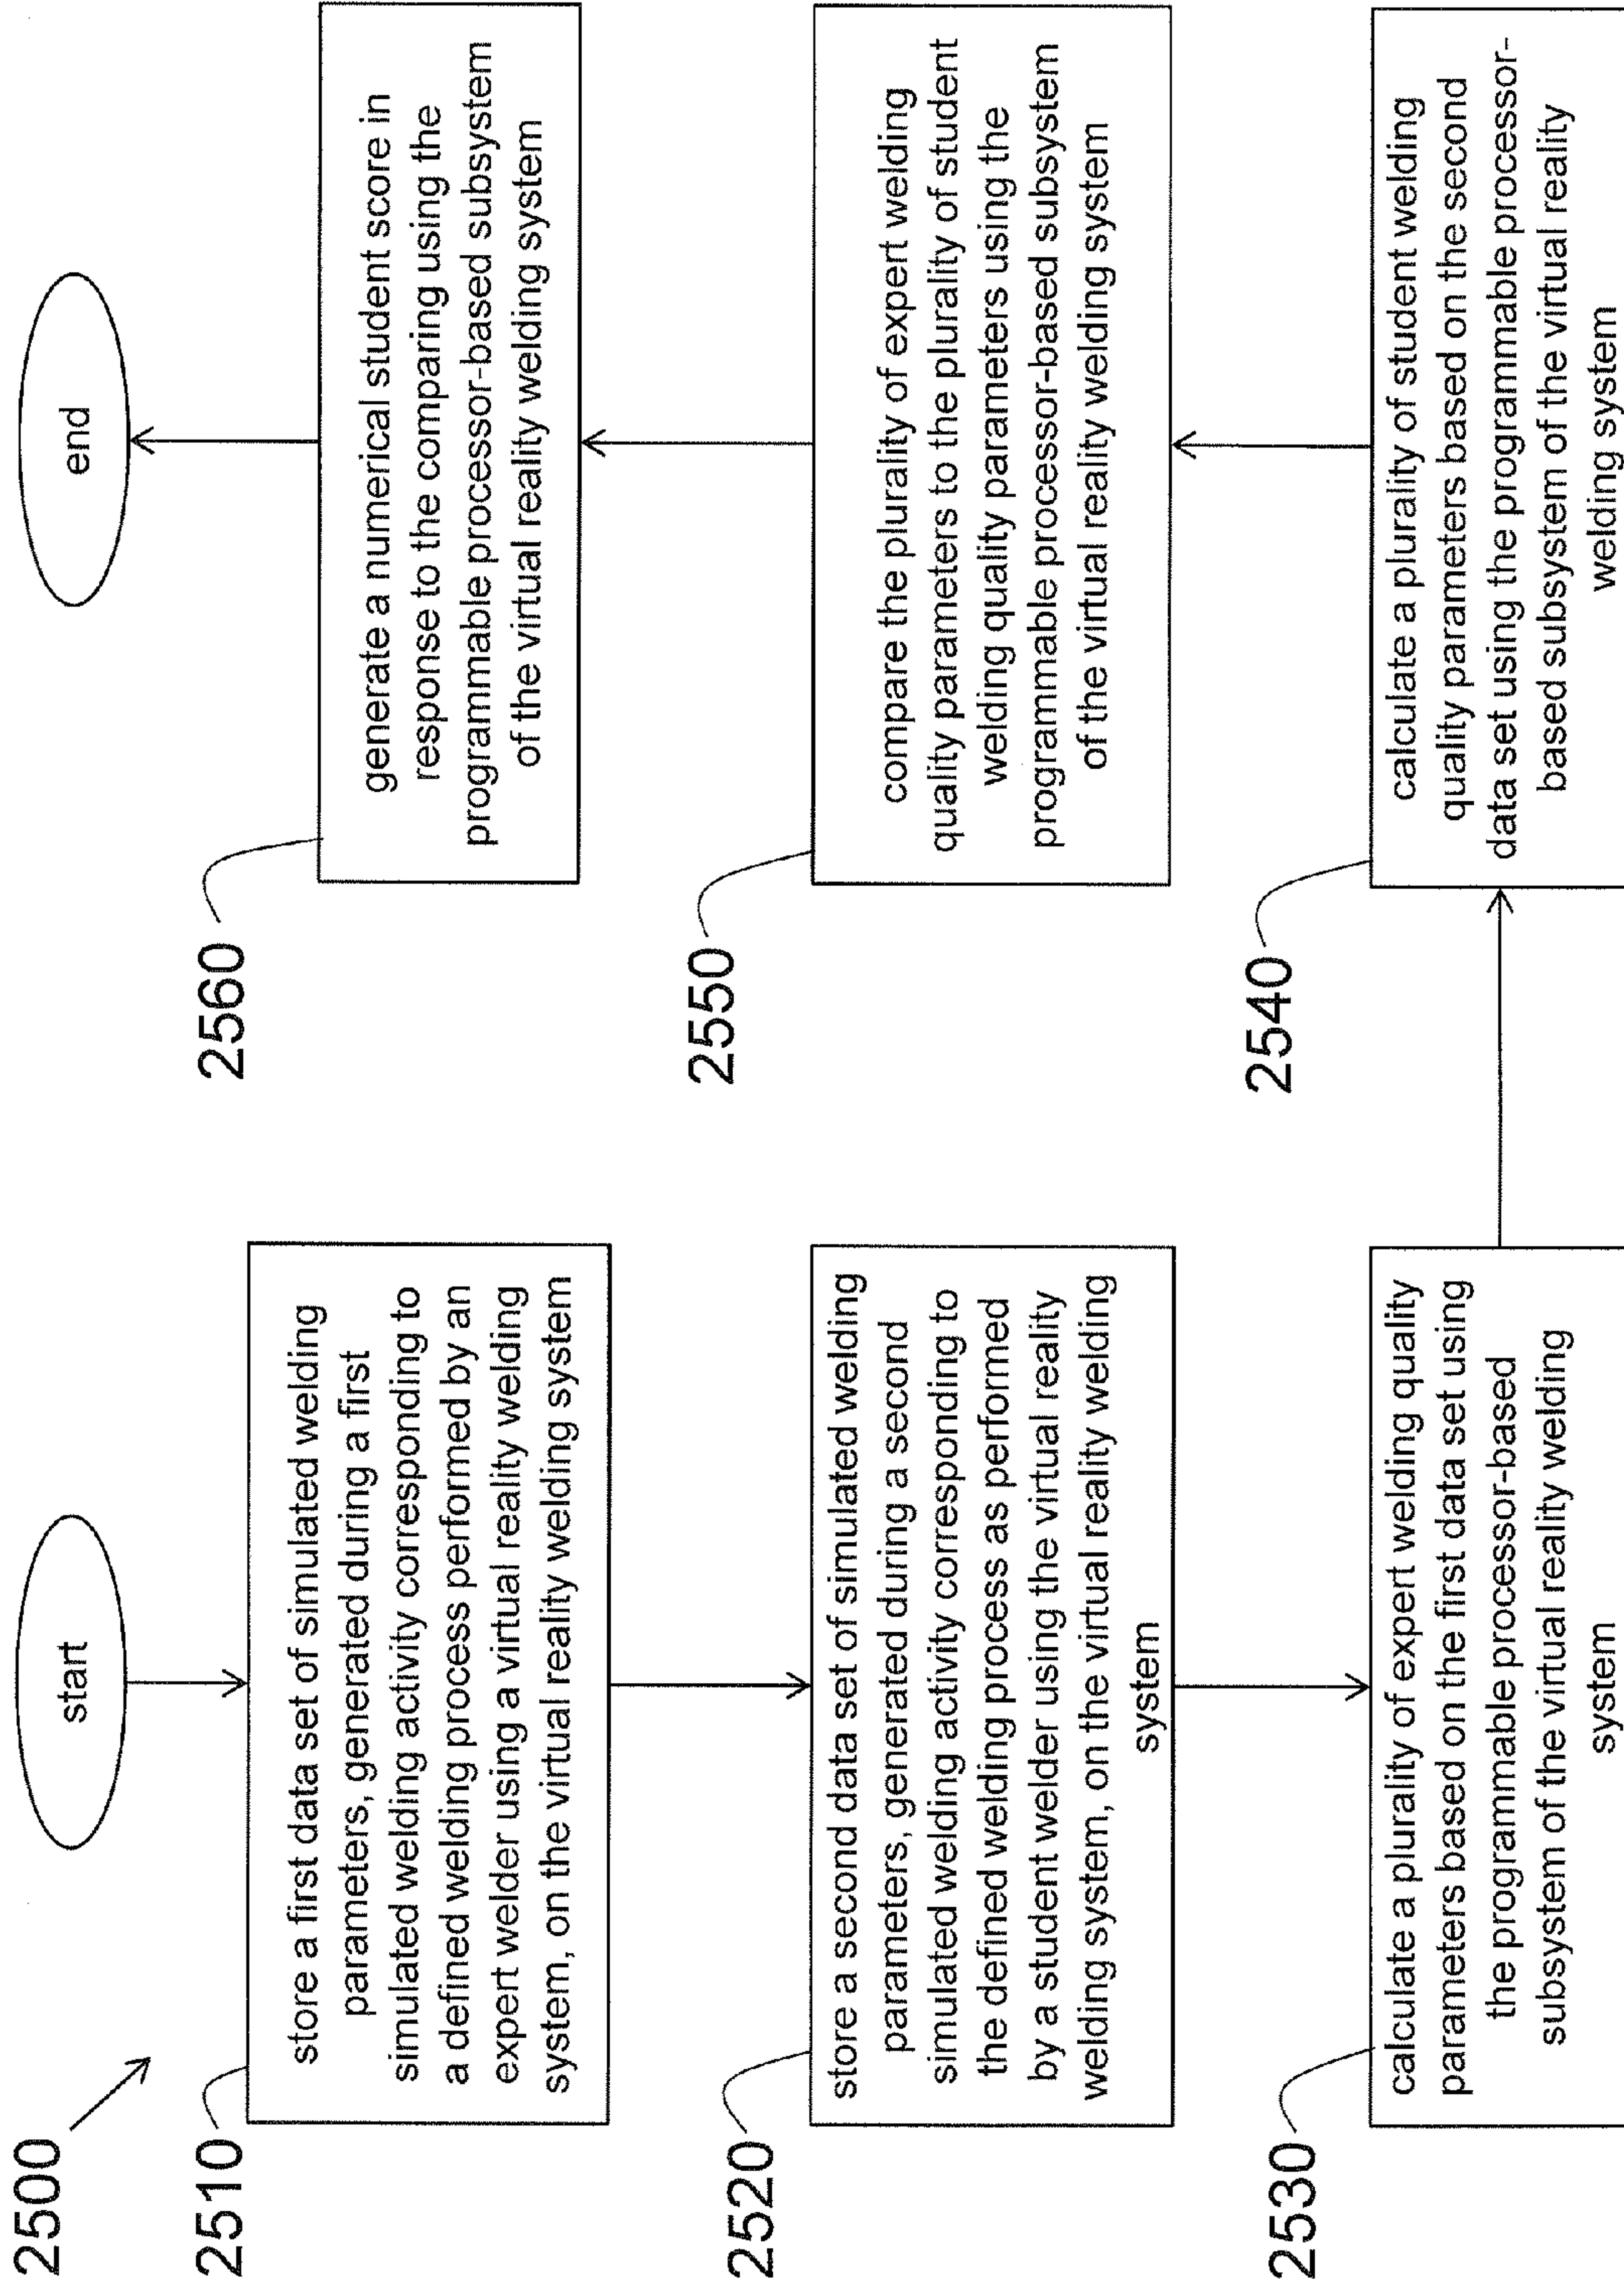 2500
start
2510
store a first data set of simulated welding
parameters, generated during a first
simulated welding activity corresponding to
a defined welding process performed by an
expert welder using a virtual reality welding
system, on the virtual reality welding system
2520
store a second data set of simulated welding
parameters, generated during a second
simulated welding activity corresponding to
the defined welding process as performed
by a student welder using the virtual reality
welding system, on the virtual reality welding
system
2530
calculate a plurality of expert welding quality
parameters based on the first data set using
the programmable processor-based
subsystem of the virtual reality welding
system
2540
calculate a plurality of student welding
quality parameters based on the second
data set using the programmable processor-
based subsystem of the virtual reality
welding system
2550
compare the plurality of expert welding
quality parameters to the plurality of student
welding quality parameters using the
programmable processor-based subsystem
of the virtual reality welding system
2560
generate a numerical student score in
response to the comparing using the
programmable processor-based subsystem
of the virtual reality welding system
end